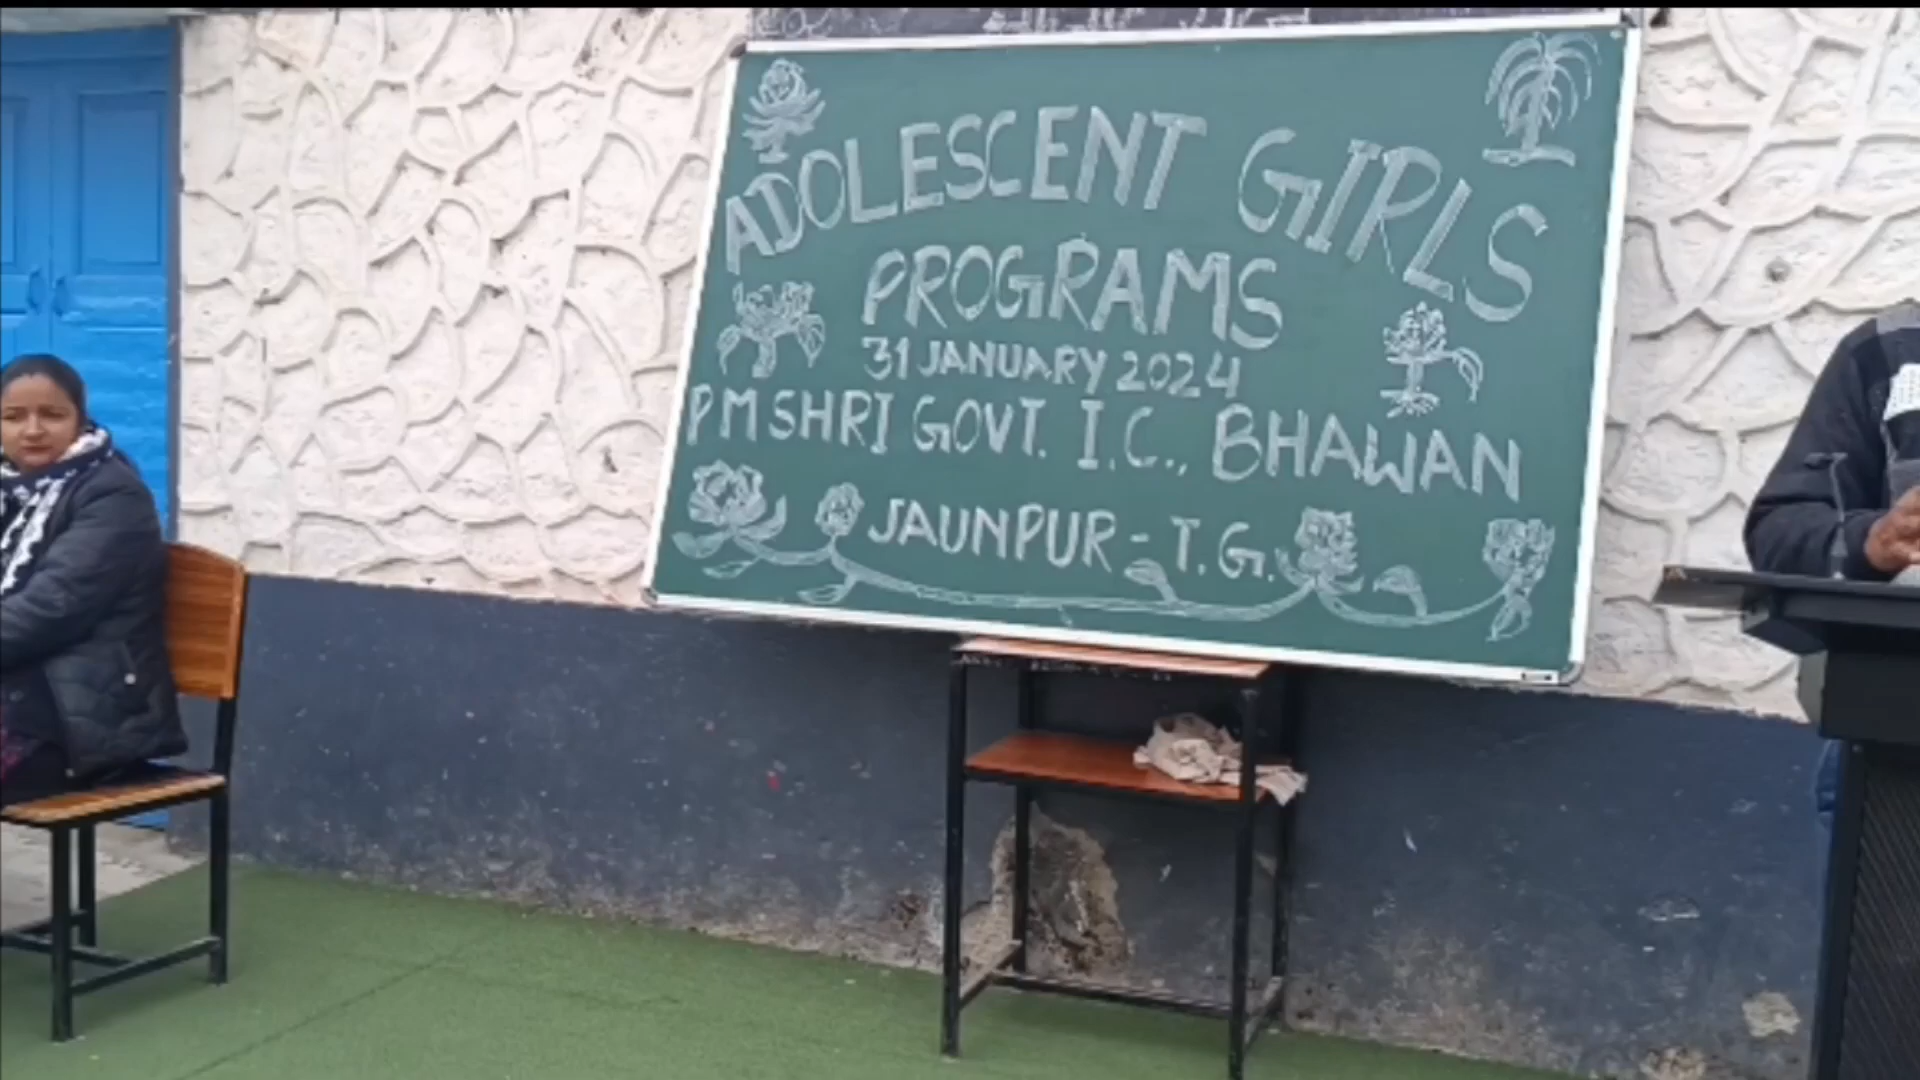 ADOLESCENT GIRLS
PROGRAMS
31 JANUARY 2024
PM SHRI GOVT. I.C., BHAWAN
JAUNPUR - T.G.